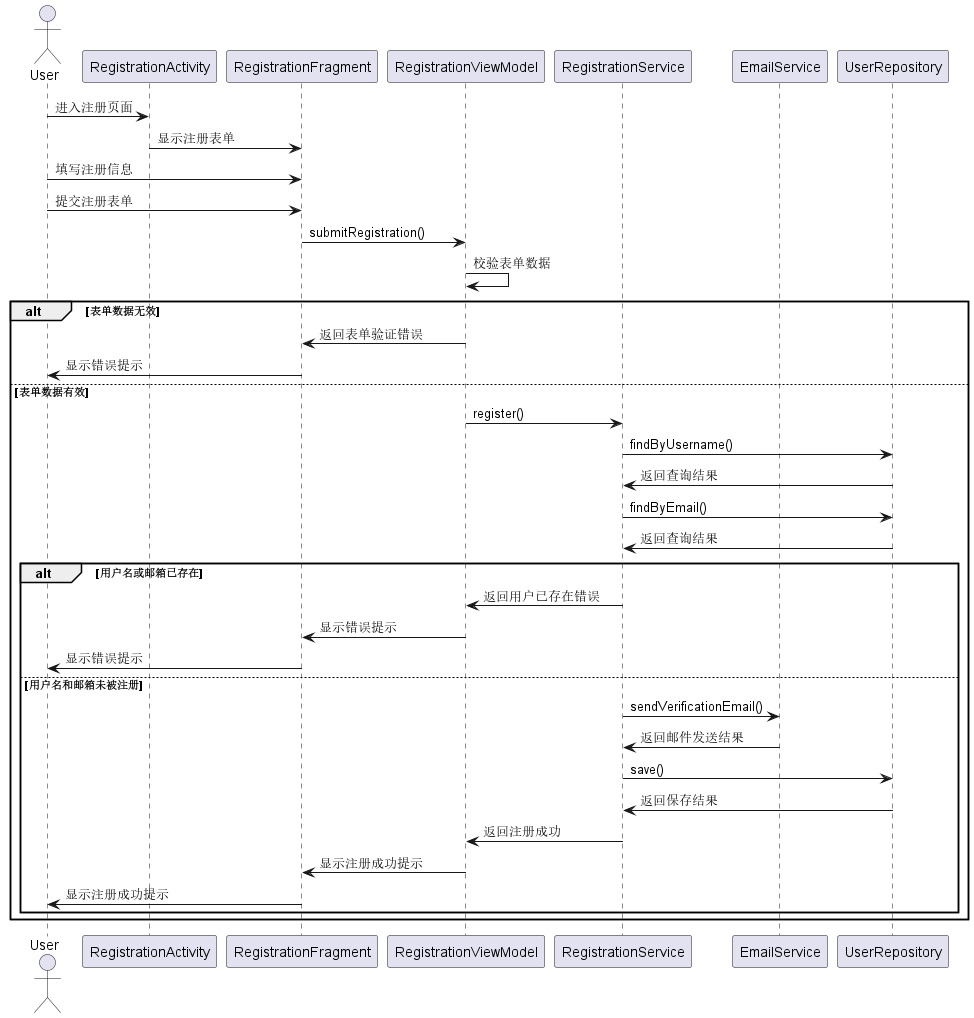 User
RegistrationActivity
RegistrationFragment
RegistrationViewModel
RegistrationService
EmailService
UserRepository
进入注册页面
显示注册表单
填写注册信息
提交注册表单
submitRegistration()
校验表单数据
alt
[表单数据无效]
返回表单验证错误
显示错误提示
[表单数据有效]
register()
findByUsername()
返回查询结果
findByEmail()
返回查询结果
alt
[用户名或邮箱已存在]
返回用户已存在错误
显示错误提示
显示错误提示
[用户名和邮箱未被注册]
sendVerificationEmail()
返回邮件发送结果
save()
返回保存结果
返回注册成功
显示注册成功提示
显示注册成功提示
User
RegistrationActivity
RegistrationFragment
RegistrationViewModel
RegistrationService
EmailService
UserRepository